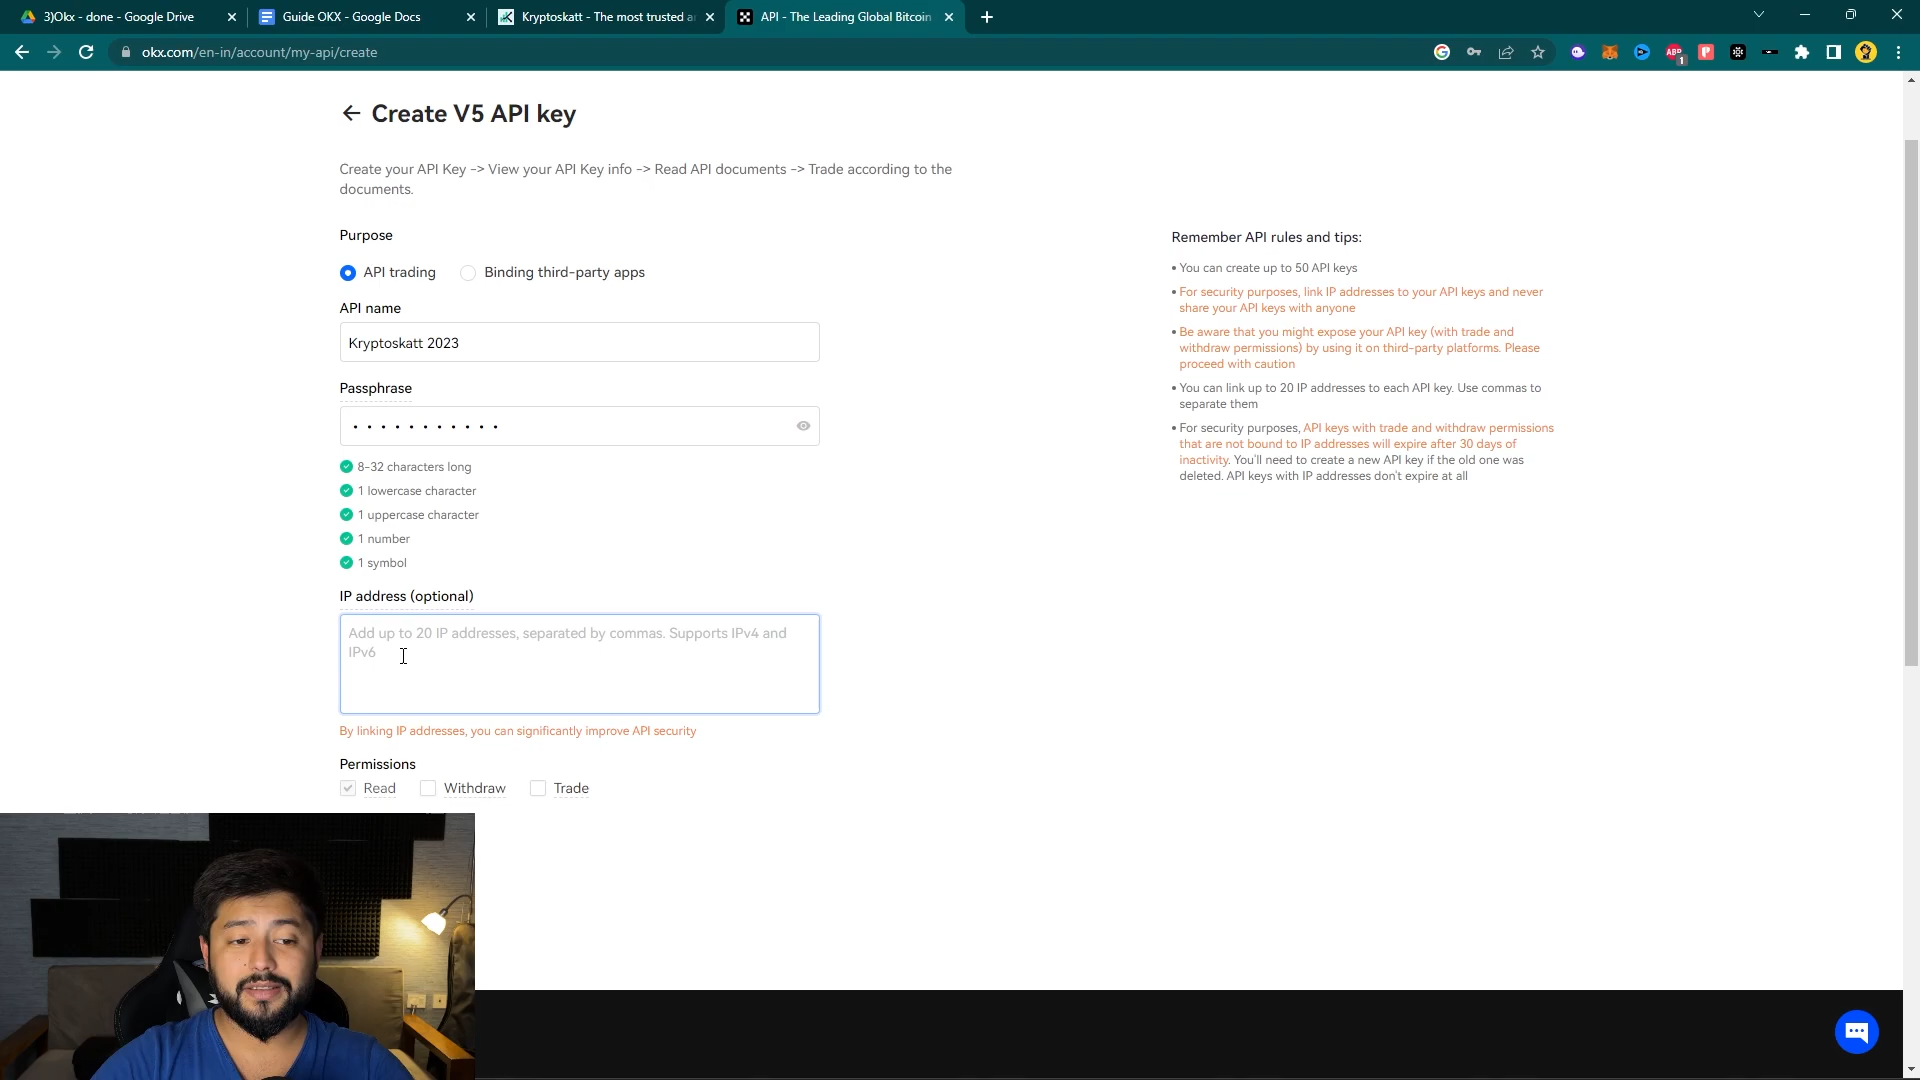 3)Okx - done - Google Drive
Guide OKX - Google Docs
Kryptoskatt - The most trusted a
API - The Leading Global Bitcoin
okx.com/en-in/account/my-api/create
ABP
1
Create V5 API key
Create your API Key -> View your API Key info -> Read API documents -> Trade according to the
documents.
Purpose
API trading
Binding third-party apps
API name
Kryptoskatt 2023
Passphrase
8-32 characters long
1 lowercase character
1 uppercase character
1 number
1 symbol
IP address (optional)
Add up to 20 IP addresses, separated by commas. Supports IPv4 and
IPv6
By linking IP addresses, you can significantly improve API security
Permissions
Read
Withdraw
Trade
Remember API rules and tips:
• You can create up to 50 API keys
• For security purposes, link IP addresses to your API keys and never
share your API keys with anyone
• Be aware that you might expose your API key (with trade and
withdraw permissions) by using it on third-party platforms. Please
proceed with caution
• You can link up to 20 IP addresses to each API key. Use commas to
separate them
• For security purposes, API keys with trade and withdraw permissions
that are not bound to IP addresses will expire after 30 days of
inactivity. You'll need to create a new API key if the old one was
deleted. API keys with IP addresses don't expire at all